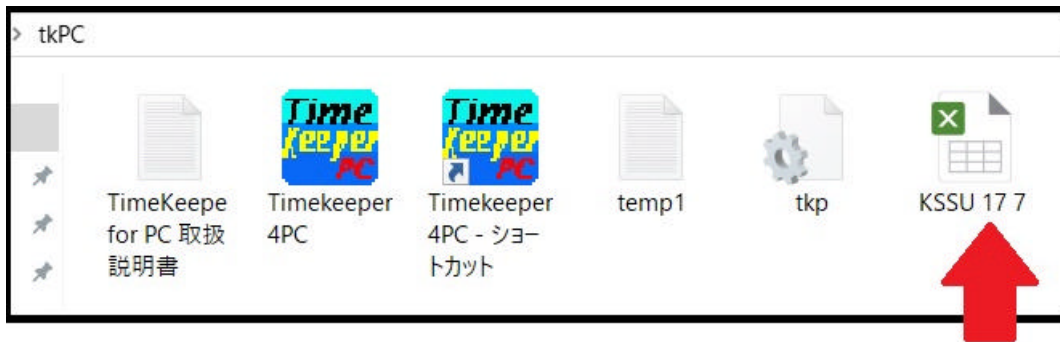 > tkPC
TimeKeepe
for PC 取扱
説明書
Time
Keeper
PC
Timekeeper
4PC
Time
Keeper
PC
Timekeeper
4PC - ショー
トカット
temp1
tkp
X
KSSU 17 7